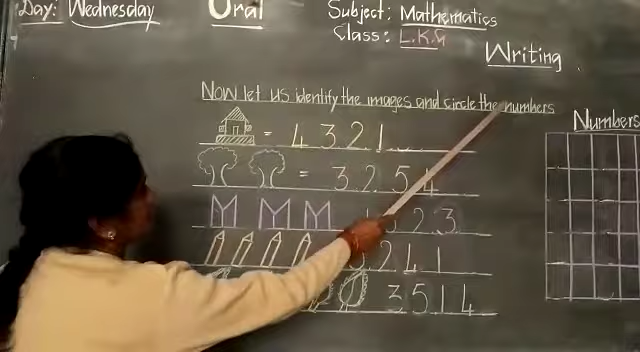 Day: Wednesday
Oral
Subject: Mathematics
Class: L.K.G
Writing
Now let us identify the images and circle the numbers
Numbers
= 4 3 2 1
= 3 2 5 4
2 3
2 4 1
3 5 1 4